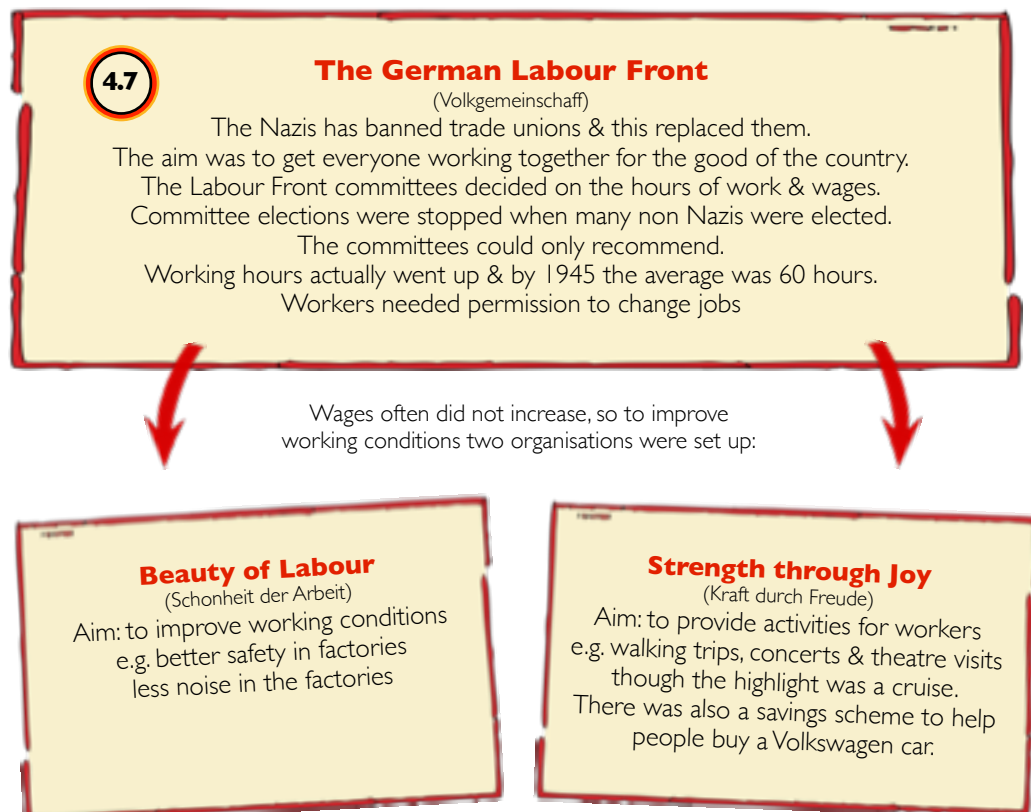 4.7
The German Labour Front
(Volkgemeinschaff)
The Nazis has banned trade unions & this replaced them.
The aim was to get everyone working together for the good of the country.
The Labour Front committees decided on the hours of work & wages.
Committee elections were stopped when many non Nazis were elected.
The committees could only recommend.
Working hours actually went up & by 1945 the average was 60 hours.
Workers needed permission to change jobs
Wages often did not increase, so to improve
working conditions two organisations were set up:
Beauty of Labour
(Schonheit der Arbeit)
Aim: to improve working conditions
e.g. better safety in factories
less noise in the factories
Strength through Joy
(Kraft durch Freude)
Aim: to provide activities for workers
e.g. walking trips, concerts & theatre visits
though the highlight was a cruise.
There was also a savings scheme to help
people buy a Volkswagen car.